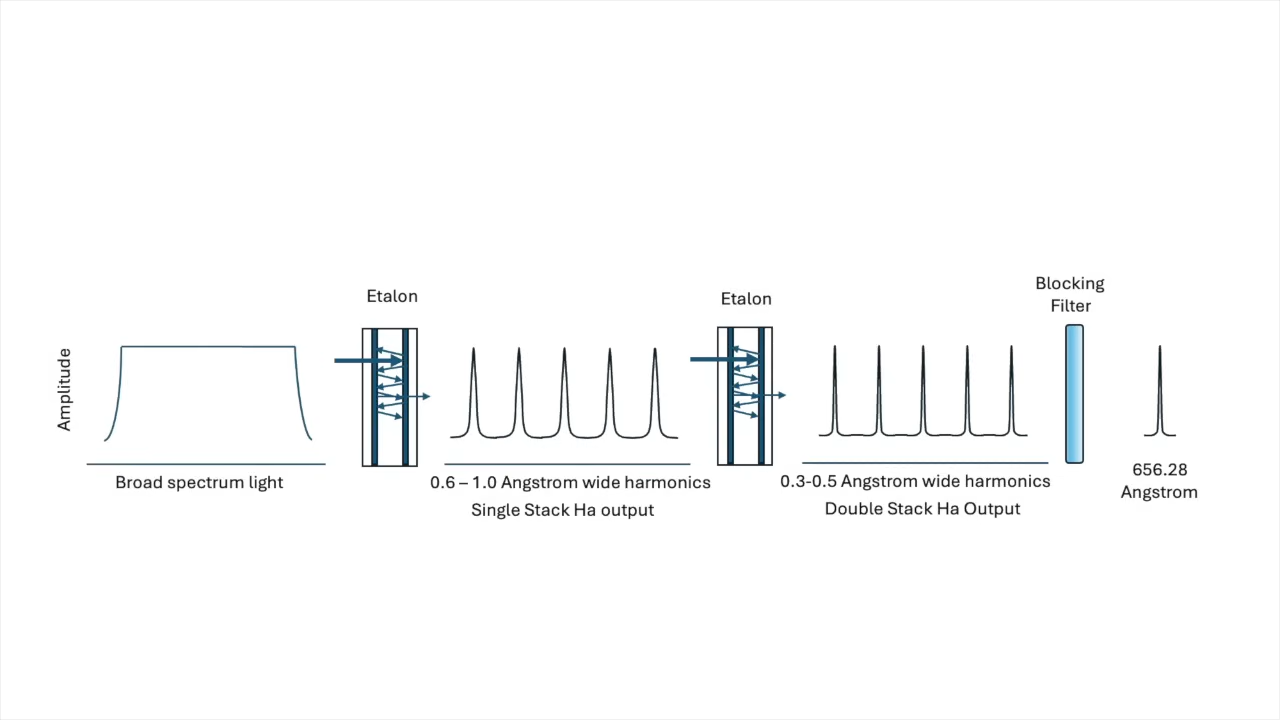 Amplitude
Broad spectrum light
Etalon
0.6 – 1.0 Angstrom wide harmonics
Single Stack Ha output
Etalon
0.3-0.5 Angstrom wide harmonics
Double Stack Ha Output
Blocking
Filter
656.28
Angstrom